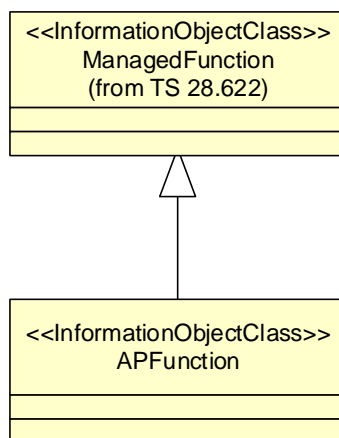 <<InformationObjectClass>>
ManagedFunction
(from TS 28.622)
<<InformationObjectClass>>
APFunction